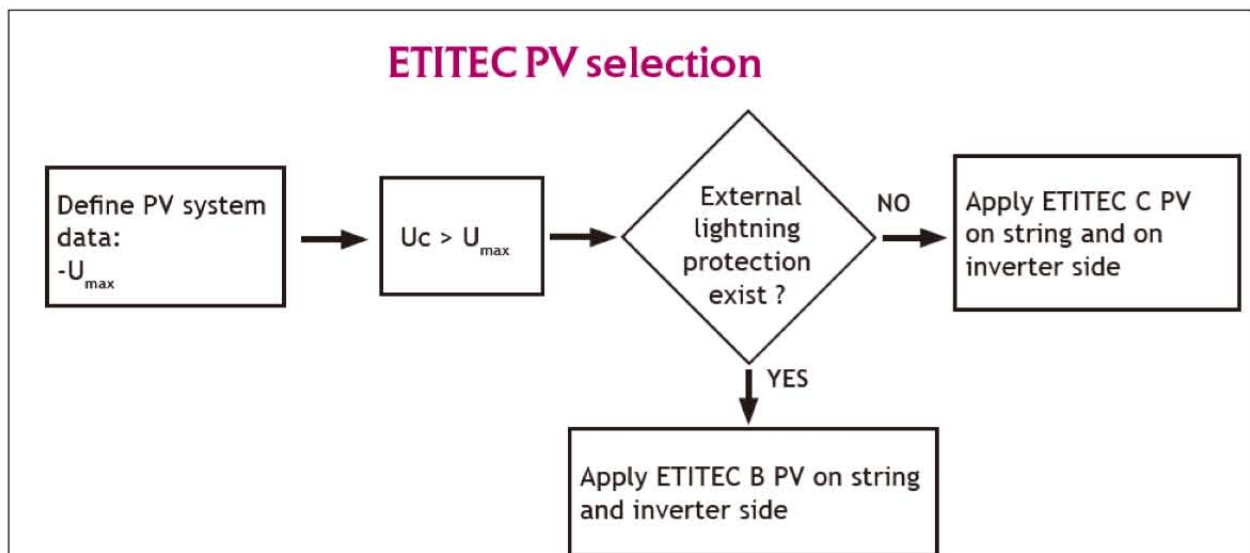 ETITEC PV selection
Define PV system
data:
-Umax
Uc > Umax
External
lightning
protection
exist ?
NO
Apply ETITEC C PV
on string and on
inverter side
YES
Apply ETITEC B PV on string
and inverter side